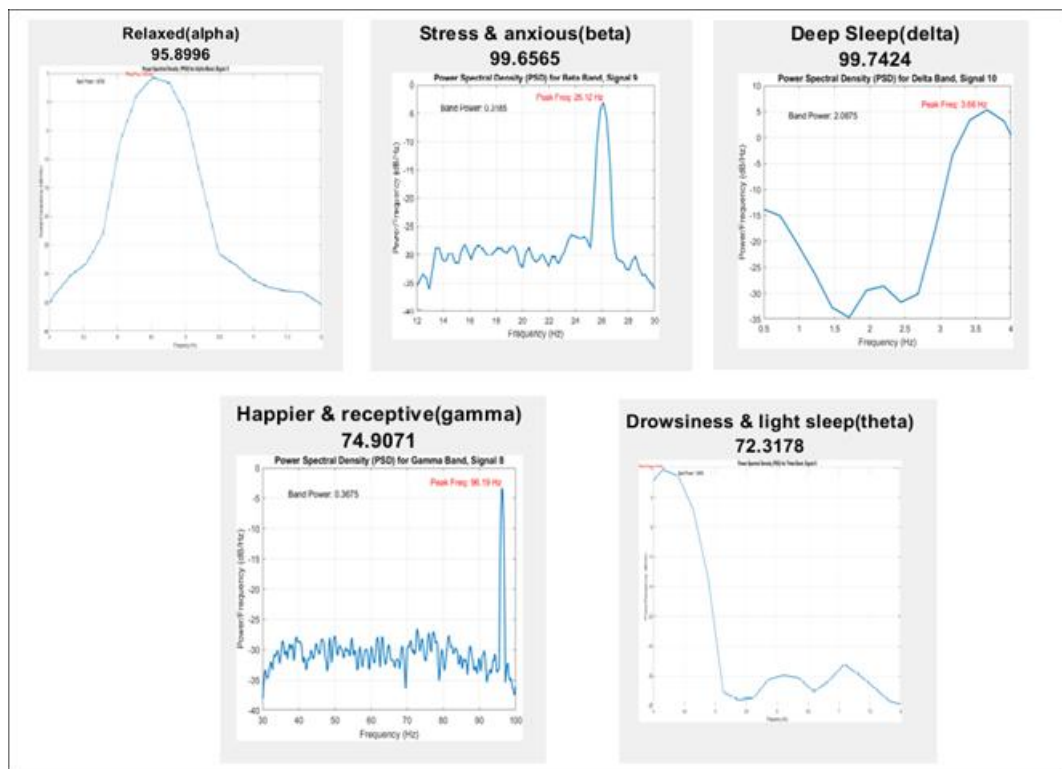 Relaxed(alpha)
95.8996
Frequency (Hz)
Stress & anxious(beta)
99.6565
Power Spectral Density (PSD) for Beta Band, Signal 9
Peak Freq: 26.12 Hz
Band Power: 0.3185
Power/Frequency (dB/Hz)
0
-5
-10
-15
-20
-25
-30
-35
-40
12 14 16 18 20 22 24 26 28 30
Frequency (Hz)
Deep Sleep(delta)
99.7424
Power Spectral Density (PSD) for Delta Band, Signal 10
Peak Freq: 3.66 Hz
Band Power: 2.0875
Power/Frequency (dB/Hz)
10
5
0
-5
-10
-15
-20
-25
-30
-35
0.5 1 1.5 2 2.5 3 3.5 4
Frequency (Hz)
Happier & receptive(gamma)
74.9071
Power Spectral Density (PSD) for Gamma Band, Signal 8
Peak Freq: 96.19 Hz
Band Power: 0.3675
Power/Frequency (dB/Hz)
0
-5
-10
-15
-20
-25
-30
-35
-40
30 40 50 60 70 80 90 100
Frequency (Hz)
Drowsiness & light sleep(theta)
72.3178
Frequency (Hz)